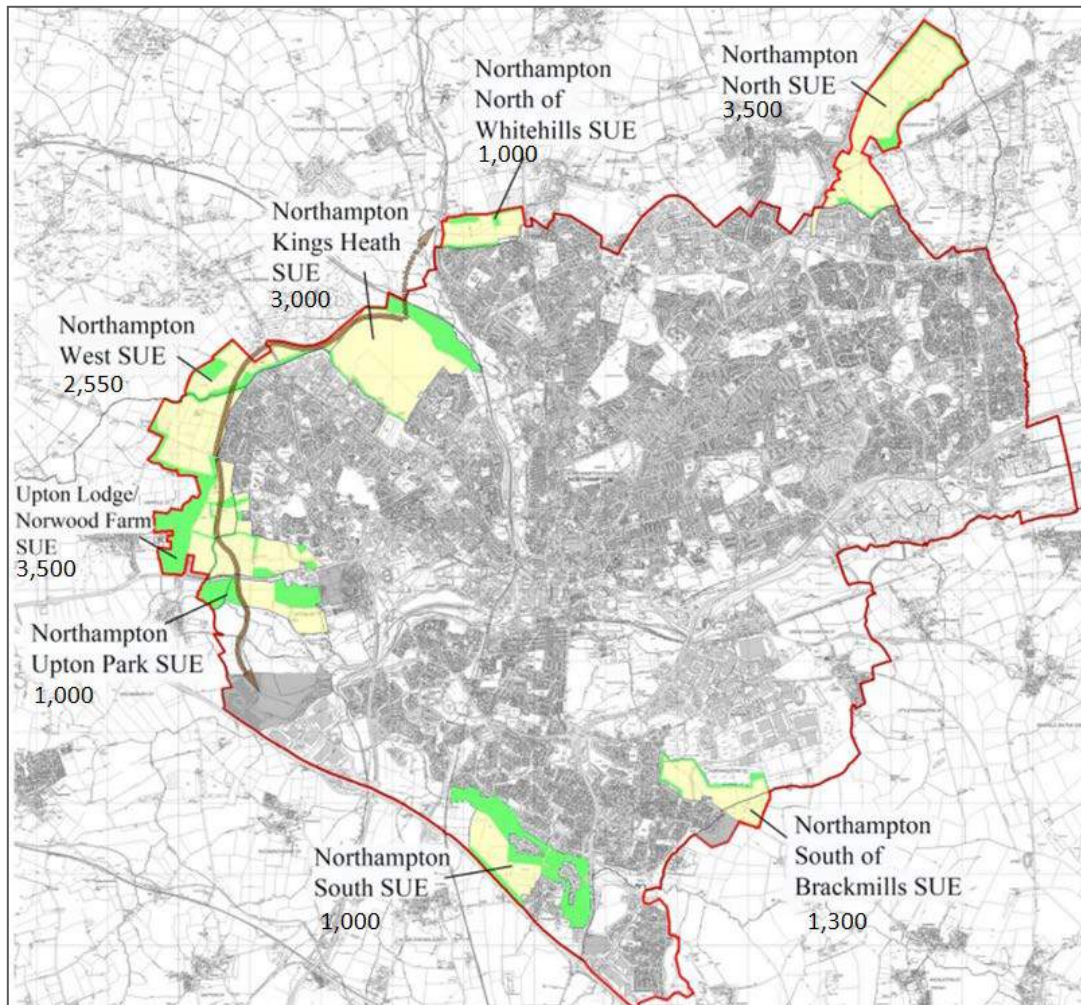 Northampton
North of
Whitehills SUE
1,000
Northampton
North SUE
3,500
Northampton
Kings Heath
SUE
3,000
Northampton
West SUE
2,550
Upton Lodge/
Norwood Farm
SUE
3,500
Northampton
Upton Park SUE
1,000
Northampton
South SUE
1,000
Northampton
South of
Brackmills SUE
1,300